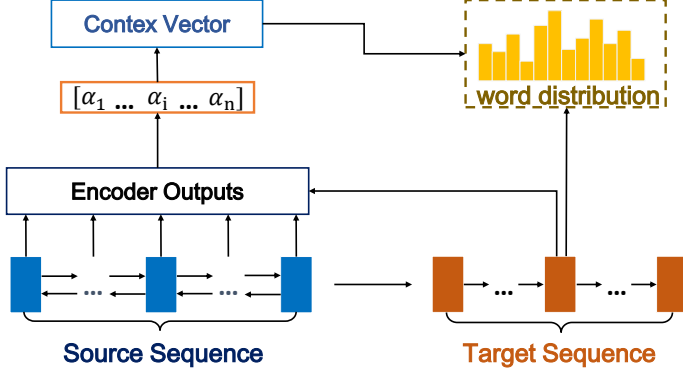 Contex Vector
[α₁ ... αᵢ ... αₙ]
word distribution
Encoder Outputs
... ...
... ...
Source Sequence
Target Sequence